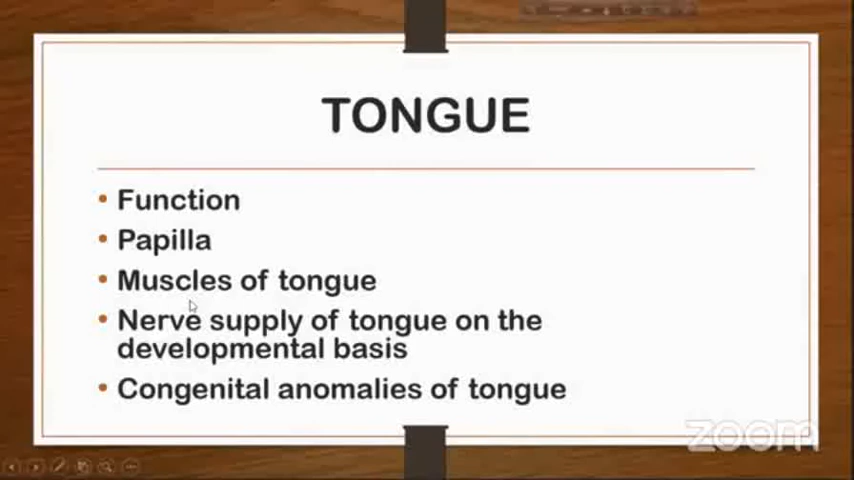 TONGUE
• Function
• Papilla
• Muscles of tongue
• Nerve supply of tongue on the
developmental basis
• Congenital anomalies of tongue
zoom